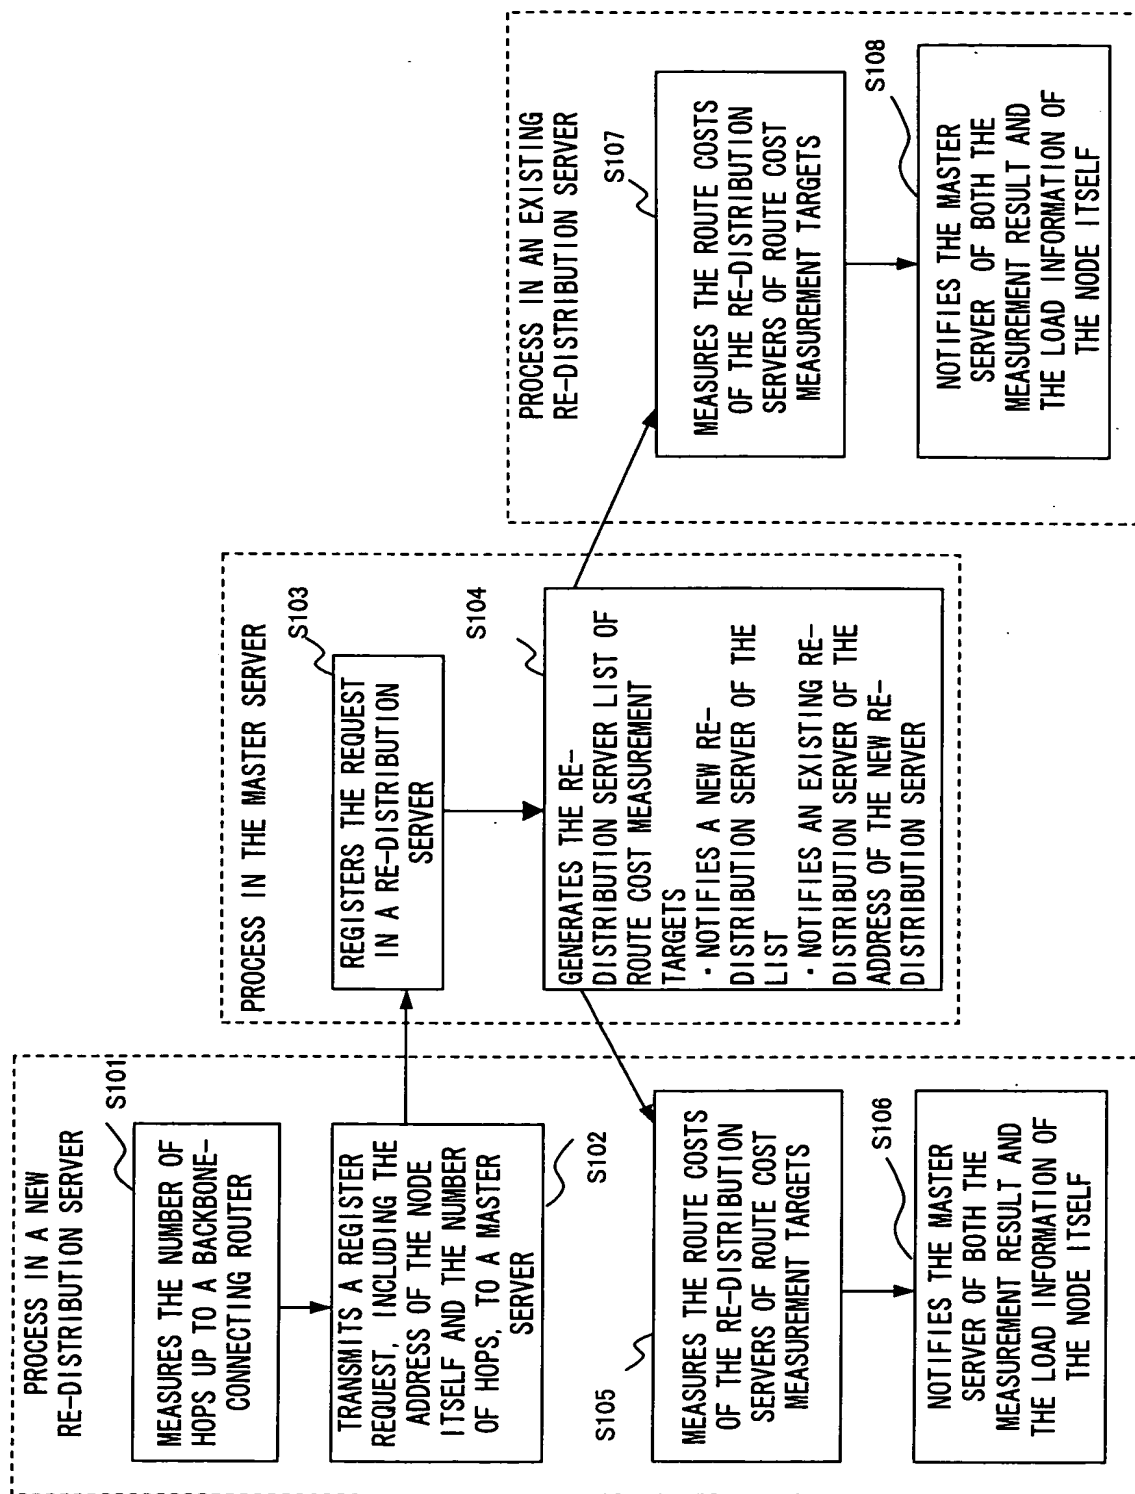 PROCESS IN A NEW
RE-DISTRIBUTION SERVER
S101
MEASURES THE NUMBER OF
HOPS UP TO A BACKBONE-
CONNECTING ROUTER
TRANSMITS A REGISTER
REQUEST, INCLUDING THE
ADDRESS OF THE NODE
ITSELF AND THE NUMBER
OF HOPS, TO A MASTER
SERVER
S102
S105
MEASURES THE ROUTE COSTS
OF THE RE-DISTRIBUTION
SERVERS OF ROUTE COST
MEASUREMENT TARGETS
S106
NOTIFIES THE MASTER
SERVER OF BOTH THE
MEASUREMENT RESULT AND
THE LOAD INFORMATION OF
THE NODE ITSELF
PROCESS IN THE MASTER SERVER
S103
REGISTERS THE REQUEST
IN A RE-DISTRIBUTION
SERVER
S104
GENERATES THE RE-
DISTRIBUTION SERVER LIST OF
ROUTE COST MEASUREMENT
TARGETS
・NOTIFIES A NEW RE-
DISTRIBUTION SERVER OF THE
LIST
・NOTIFIES AN EXISTING RE-
DISTRIBUTION SERVER OF THE
ADDRESS OF THE NEW RE-
DISTRIBUTION SERVER
PROCESS IN AN EXISTING
RE-DISTRIBUTION SERVER
S107
MEASURES THE ROUTE COSTS
OF THE RE-DISTRIBUTION
SERVERS OF ROUTE COST
MEASUREMENT TARGETS
S108
NOTIFIES THE MASTER
SERVER OF BOTH THE
MEASUREMENT RESULT AND
THE LOAD INFORMATION OF
THE NODE ITSELF